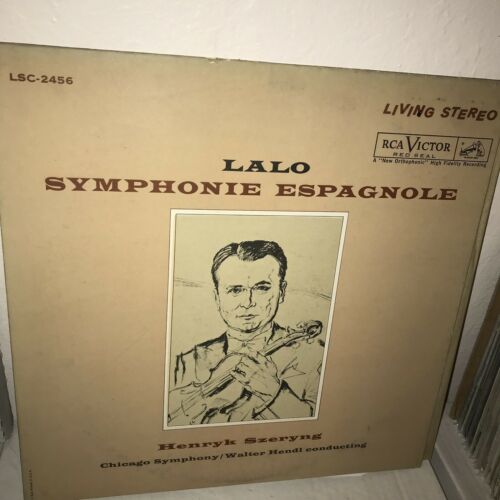 LSC-2456
LIVING STEREO
RCA VICTOR
RED SEAL
A "New Orthophonic" High Fidelity Recording
LALO
SYMPHONIE ESPAGNOLE
Henryk Szeryng
Chicago Symphony/Walter Hendl conducting